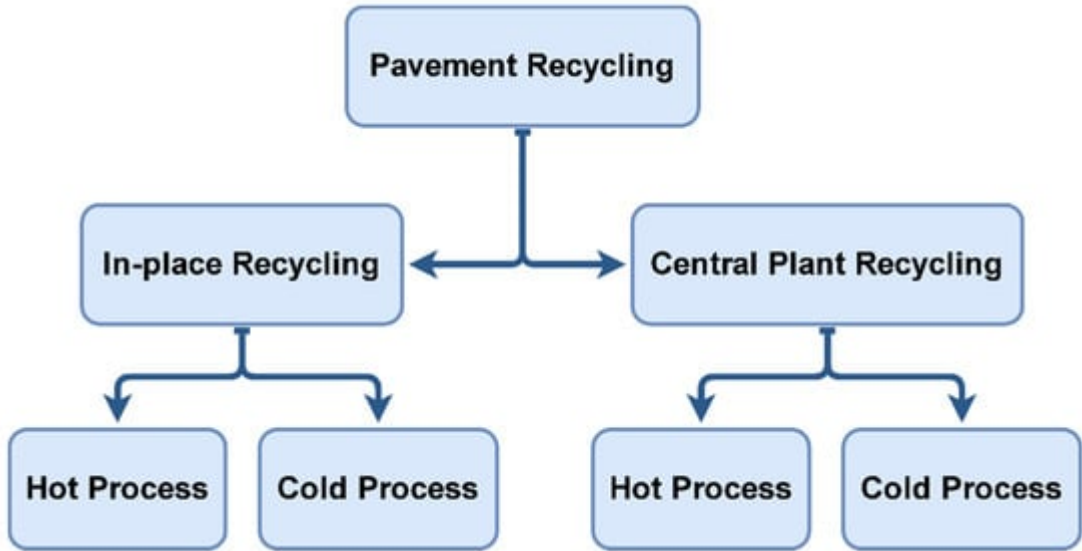 Pavement Recycling
In-place Recycling
Central Plant Recycling
Hot Process
Cold Process
Hot Process
Cold Process